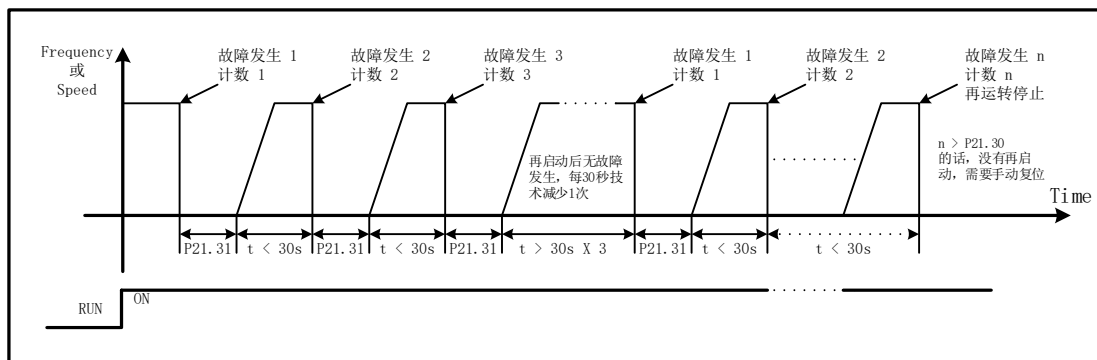 Frequency
或
Speed
故障发生 1
计数 1
故障发生 2
计数 2
故障发生 3
计数 3
故障发生 1
计数 1
故障发生 2
计数 2
故障发生 n
计数 n
再运转停止
再启动后无故障
发生，每30秒技
术减少1次
n > P21.30
的话，没有再启
动，需要手动复位
Time
P21.31
t < 30s
P21.31
t < 30s
P21.31
t > 30s X 3
P21.31
t < 30s
t < 30s
RUN
ON